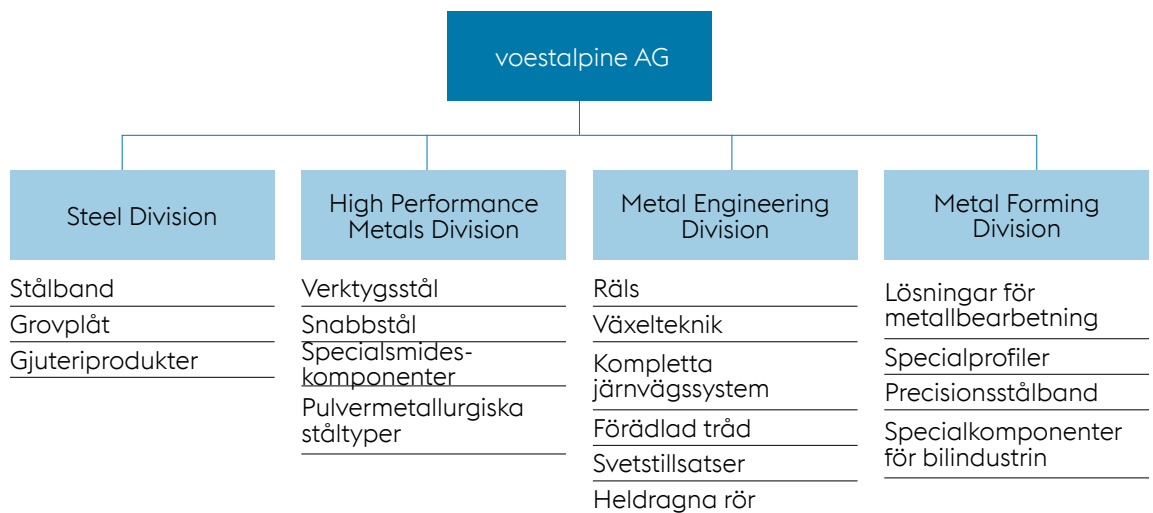 voestalpine AG
Steel Division
Stålband
Grovplåt
Gjuteriprodukter
High Performance
Metals Division
Verktygsstål
Snabbstål
Specialsmides-
komponenter
Pulvermetallurgiska
ståltyper
Metal Engineering
Division
Räls
Växelteknik
Kompletta
järnvägssystem
Förädlad tråd
Svetstillsatser
Heldragna rör
Metal Forming
Division
Lösningar för
metallbearbetning
Specialprofiler
Precisionsstålband
Specialkomponenter
för bilindustrin